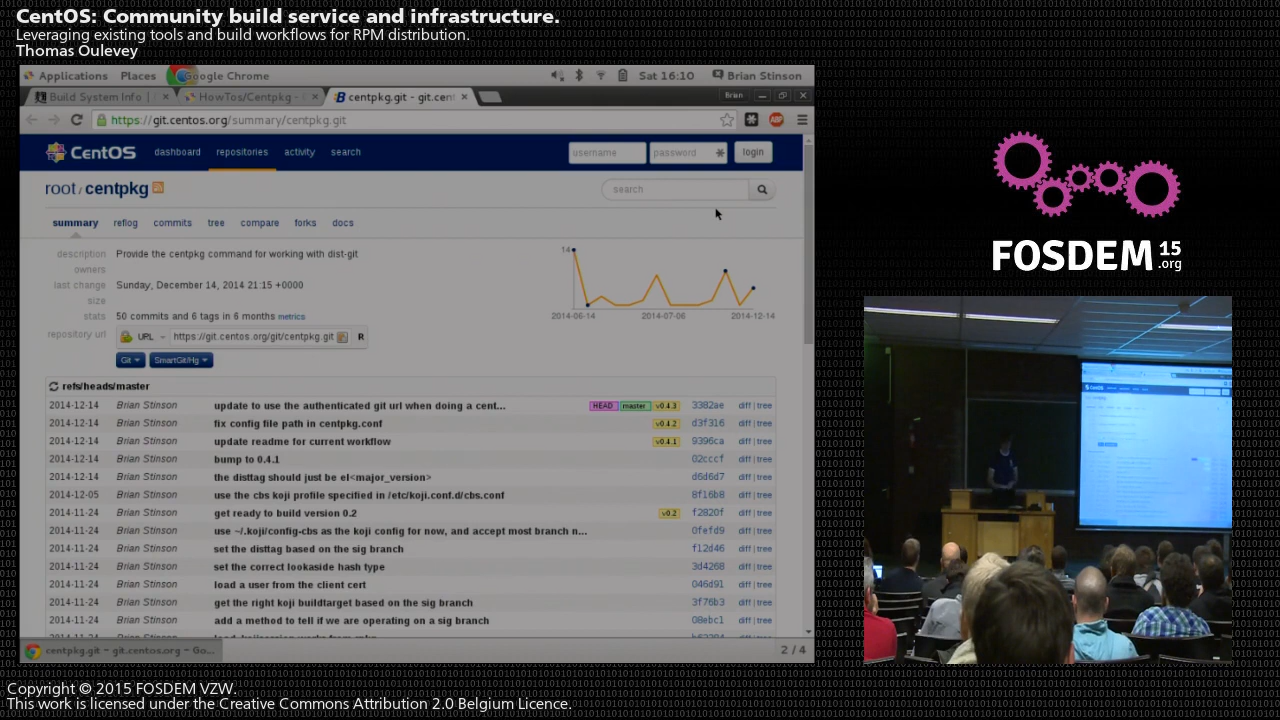 CentOS: Community build service and infrastructure.
Leveraging existing tools and build workflows for RPM distribution.
Thomas Oulevey
Applications Places Google Chrome Sat 16:10 Brian Stinson
Build System Info | HowTos/Centpkg - centpkg.git - git.cent Brian
https://git.centos.org/summary/centpkg.git
CentOS dashboard repositories activity search username password login
root / centpkg search
summary reflog commits tree compare forks docs
description Provide the centpkg command for working with dist-git
owners
last change Sunday, December 14, 2014 21:15 +0000
size
stats 50 commits and 6 tags in 6 months metrics
repository url URL https://git.centos.org/git/centpkg.git R
14
2014-06-14 2014-07-06 2014-12-14
Git SmartGit/Hg
refs/heads/master
2014-12-14 Brian Stinson update to use the authenticated git url when doing a cent... HEAD master v0.4.3 3382ae diff | tree
2014-12-14 Brian Stinson fix config file path in centpkg.conf v0.4.2 d3f316 diff | tree
2014-12-14 Brian Stinson update readme for current workflow v0.4.1 9396ca diff | tree
2014-12-14 Brian Stinson bump to 0.4.1 02cccf diff | tree
2014-12-14 Brian Stinson the disttag should just be el<major_version> d6d6d7 diff | tree
2014-12-05 Brian Stinson use the cbs koji profile specified in /etc/koji.conf.d/cbs.conf 8f16b8 diff | tree
2014-11-24 Brian Stinson get ready to build version 0.2 v0.2 f2820f diff | tree
2014-11-24 Brian Stinson use ~/.koji/config-cbs as the koji config for now, and accept most branch n... 0fefd9 diff | tree
2014-11-24 Brian Stinson set the disttag based on the sig branch f12d46 diff | tree
2014-11-24 Brian Stinson set the correct lookaside hash type 3d4268 diff | tree
2014-11-24 Brian Stinson load a user from the client cert 046d91 diff | tree
2014-11-24 Brian Stinson get the right koji buildtarget based on the sig branch 3f76b3 diff | tree
2014-11-24 Brian Stinson add a method to tell if we are operating on a sig branch 08ebc1 diff | tree
centpkg.git - git.centos.org - Go... 2 / 4
FOSDEM 15
.org
Copyright © 2015 FOSDEM VZW.
This work is licensed under the Creative Commons Attribution 2.0 Belgium Licence.